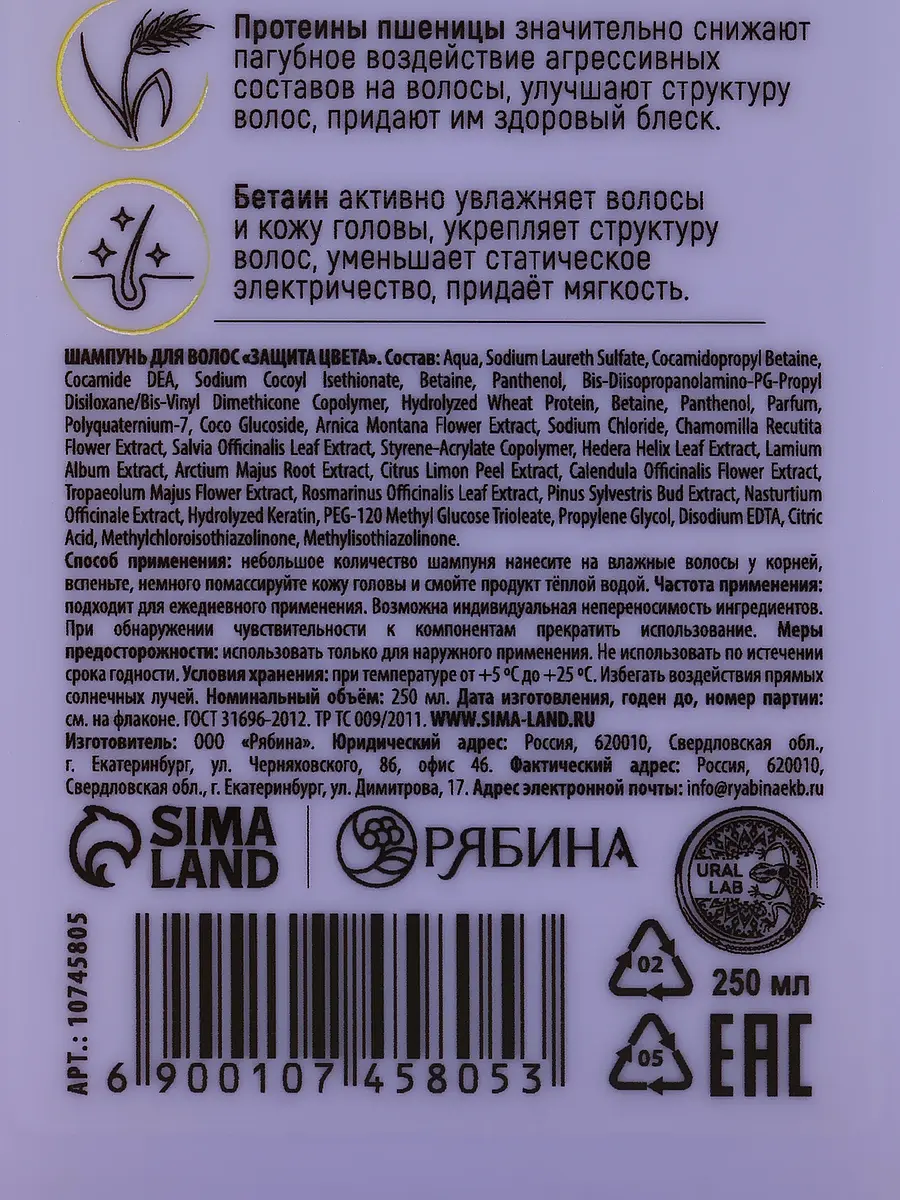 Протеины пшеницы значительно снижают
пагубное воздействие агрессивных
составов на волосы, улучшают структуру
волос, придают им здоровый блеск.
Бетаин активно увлажняет волосы
и кожу головы, укрепляет структуру
волос, уменьшает статическое
электричество, придаёт мягкость.
ШАМПУНЬ ДЛЯ ВОЛОС «ЗАЩИТА ЦВЕТА». Состав: Aqua, Sodium Laureth Sulfate, Cocamidopropyl Betaine,
Cocamide DEA, Sodium Cocoyl Isethionate, Betaine, Panthenol, Bis-Diisopropanolamino-PG-Propyl
Disiloxane/Bis-Vinyl Dimethicone Copolymer, Hydrolyzed Wheat Protein, Betaine, Panthenol, Parfum,
Polyquaternium-7, Coco Glucoside, Arnica Montana Flower Extract, Sodium Chloride, Chamomilla Recutita
Flower Extract, Salvia Officinalis Leaf Extract, Styrene-Acrylate Copolymer, Hedera Helix Leaf Extract, Lamium
Album Extract, Arctium Majus Root Extract, Citrus Limon Peel Extract, Calendula Officinalis Flower Extract,
Tropaeolum Majus Flower Extract, Rosmarinus Officinalis Leaf Extract, Pinus Sylvestris Bud Extract, Nasturtium
Officinale Extract, Hydrolyzed Keratin, PEG-120 Methyl Glucose Trioleate, Propylene Glycol, Disodium EDTA, Citric
Acid, Methylchloroisothiazolinone, Methylisothiazolinone.
Способ применения: небольшое количество шампуня нанесите на влажные волосы у корней,
вспеньте, немного помассируйте кожу головы и смойте продукт тёплой водой. Частота применения:
подходит для ежедневного применения. Возможна индивидуальная непереносимость ингредиентов.
При обнаружении чувствительности к компонентам прекратить использование. Меры
предосторожности: использовать только для наружного применения. Не использовать по истечении
срока годности. Условия хранения: при температуре от +5 ºC до +25 ºC. Избегать воздействия прямых
солнечных лучей. Номинальный объём: 250 мл. Дата изготовления, годен до, номер партии:
см. на флаконе. ГОСТ 31696-2012. ТР ТС 009/2011. WWW.SIMA-LAND.RU
Изготовитель: ООО «Рябина». Юридический адрес: Россия, 620010, Свердловская обл.,
г. Екатеринбург, ул. Черняховского, 86, офис 46. Фактический адрес: Россия, 620010,
Свердловская обл., г. Екатеринбург, ул. Димитрова, 17. Адрес электронной почты: info@ryabinaekb.ru
SIMA
LAND
РЯБИНА
URAL
LAB
АРТ.: 10745805
6 900107 458053
02
250 мл
05
EAC